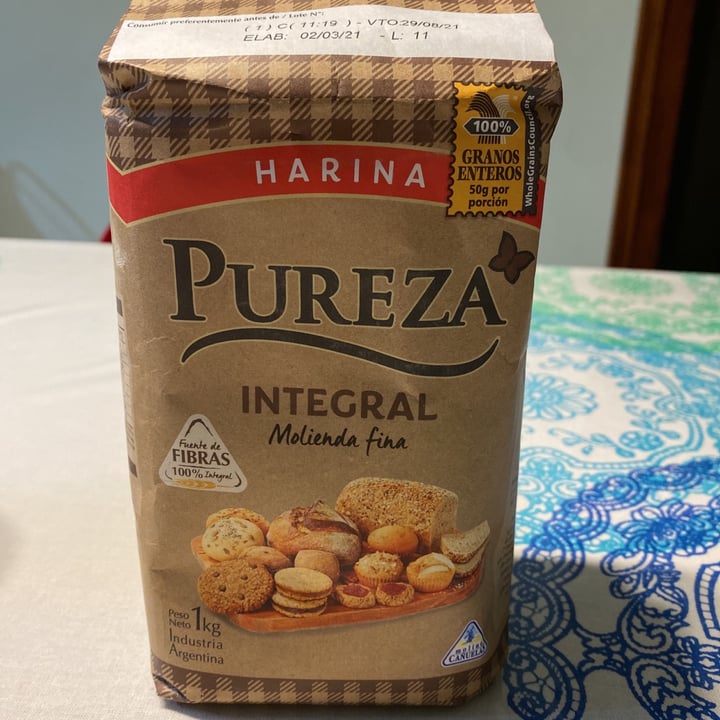 Consumir preferentemente antes de / Lote Nº:
( 1 ) C( 11:19 ) - VTO:29/08/21
ELAB: 02/03/21 - L: 11
100%
GRANOS
ENTEROS
50g por
porción
WholeGrainsCouncil.org
HARINA
PUREZA
INTEGRAL
Molienda fina
Fuente de
FIBRAS
100% Integral
Peso
Neto 1kg
Industria
Argentina
molino
CAÑUELAS